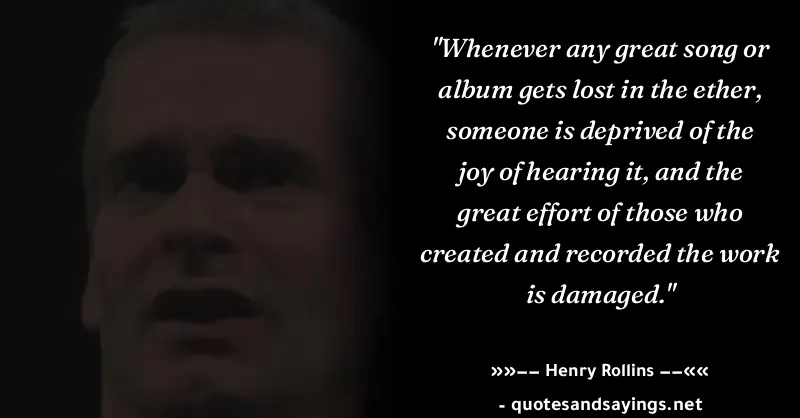 "Whenever any great song or
album gets lost in the ether,
someone is deprived of the
joy of hearing it, and the
great effort of those who
created and recorded the work
is damaged."
»»−− Henry Rollins −−««
- quotesandsayings.net